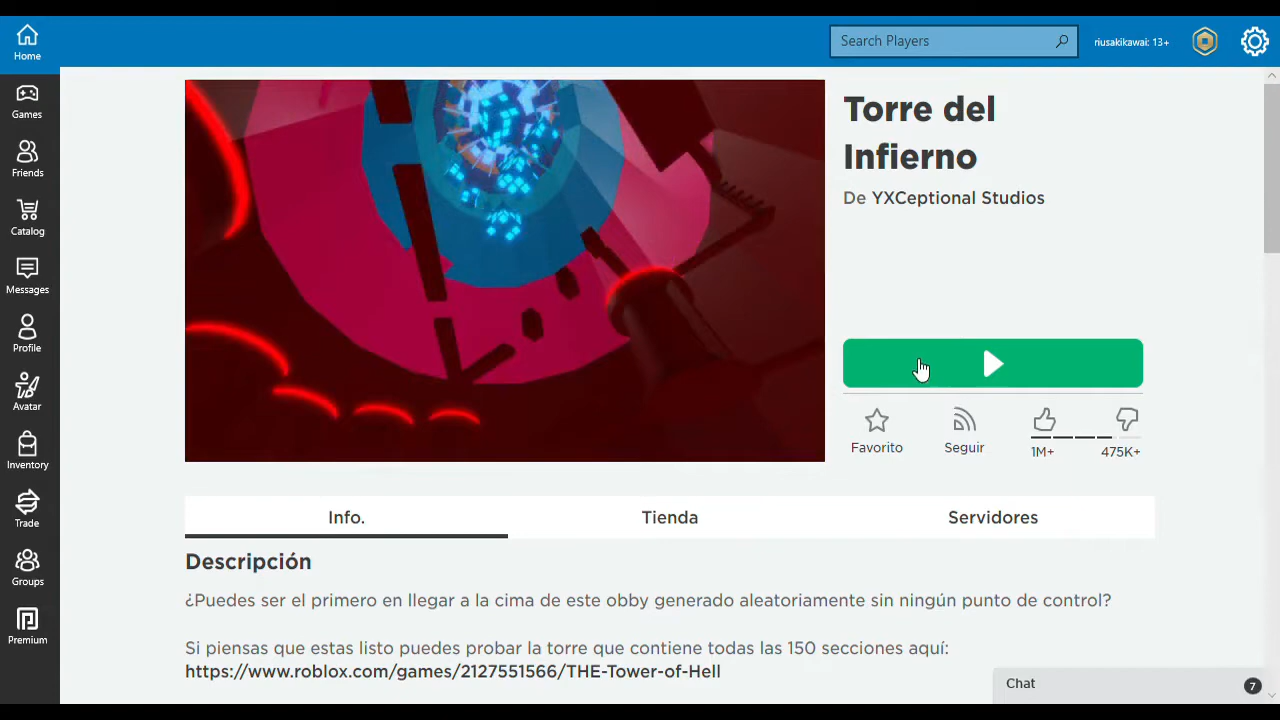 Home
Search Players
riusakikawai: 13+
Games
Friends
Catalog
Messages
Profile
Avatar
Inventory
Trade
Groups
Premium
Torre del
Infierno
De YXCeptional Studios
Favorito
Seguir
1M+
475K+
Info.
Tienda
Servidores
Descripción
¿Puedes ser el primero en llegar a la cima de este obby generado aleatoriamente sin ningún punto de control?
Si piensas que estas listo puedes probar la torre que contiene todas las 150 secciones aquí:
https://www.roblox.com/games/2127551566/THE-Tower-of-Hell
Chat
7